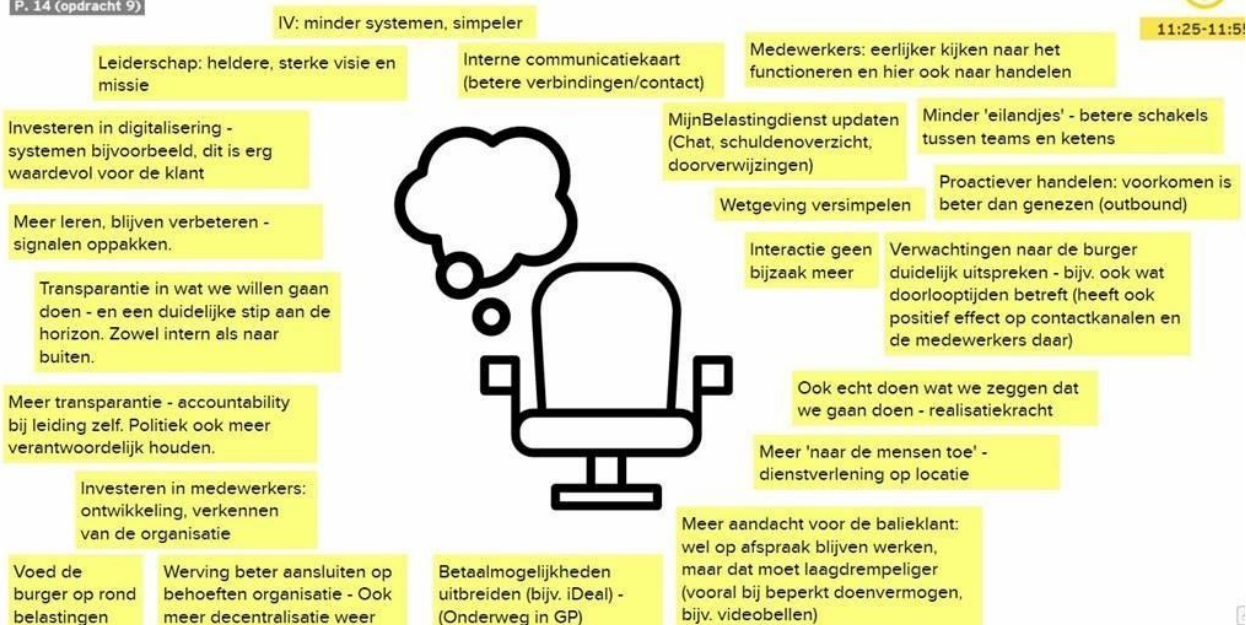 P. 14 (opdracht 9)
11:25-11:55
IV: minder systemen, simpeler
Leiderschap: heldere, sterke visie en
missie
Interne communicatiekaart
(betere verbindingen/contact)
Medewerkers: eerlijker kijken naar het
functioneren en hier ook naar handelen
Investeren in digitalisering -
systemen bijvoorbeeld, dit is erg
waardevol voor de klant
MijnBelastingdienst updaten
(Chat, schuldenoverzicht,
doorverwijzingen)
Minder 'eilandjes' - betere schakels
tussen teams en ketens
Proactiever handelen: voorkomen is
beter dan genezen (outbound)
Wetgeving versimpelen
Meer leren, blijven verbeteren -
signalen oppakken.
Interactie geen
bijzaak meer
Verwachtingen naar de burger
duidelijk uitspreken - bijv. ook wat
doorlooptijden betreft (heeft ook
positief effect op contactkanalen en
de medewerkers daar)
Transparantie in wat we willen gaan
doen - en een duidelijke stip aan de
horizon. Zowel intern als naar
buiten.
Ook echt doen wat we zeggen dat
we gaan doen - realisatiekracht
Meer transparantie - accountability
bij leiding zelf. Politiek ook meer
verantwoordelijk houden.
Meer 'naar de mensen toe' -
dienstverlening op locatie
Investeren in medewerkers:
ontwikkeling, verkennen
van de organisatie
Meer aandacht voor de balieklant:
wel op afspraak blijven werken,
maar dat moet laagdrempeliger
(vooral bij beperkt doenvermogen,
bijv. videobellen)
Voed de
burger op rond
belastingen
Werving beter aansluiten op
behoeften organisatie - Ook
meer decentralisatie weer
Betaalmogelijkheden
uitbreiden (bijv. iDeal) -
(Onderweg in GP)